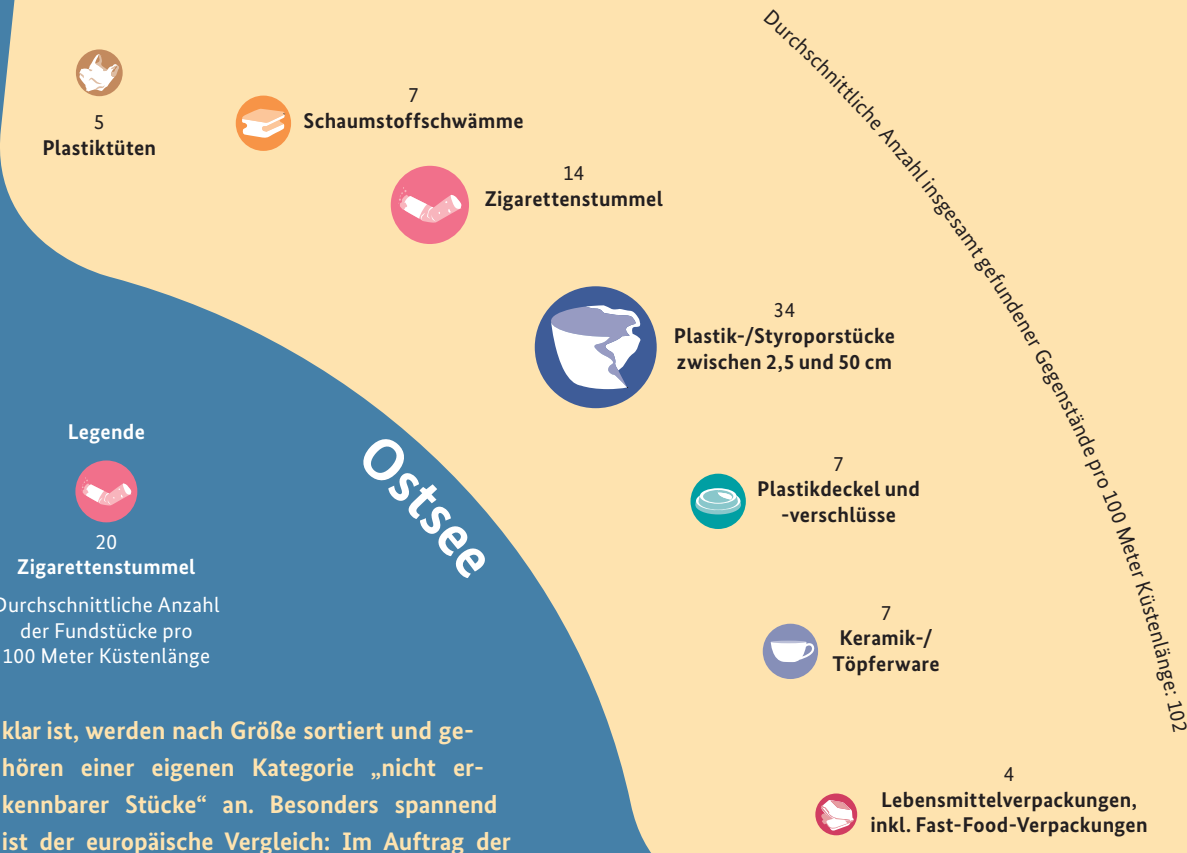 Durchschnittliche Anzahl insgesamt gefundener Gegenstände pro 100 Meter Küstenlänge: 102
5
Plastiktüten
7
Schaumstoffschwämme
14
Zigarettenstummel
34
Plastik-/Styroporstücke
zwischen 2,5 und 50 cm
7
Plastikdeckel und
-verschlüsse
7
Keramik-/
Töpferware
4
Lebensmittelverpackungen,
inkl. Fast-Food-Verpackungen
Ostsee
Legende
20
Zigarettenstummel
Durchschnittliche Anzahl
der Fundstücke pro
100 Meter Küstenlänge
klar ist, werden nach Größe sortiert und ge-
hören einer eigenen Kategorie „nicht er-
kennbarer Stücke“ an. Besonders spannend
ist der europäische Vergleich: Im Auftrag der